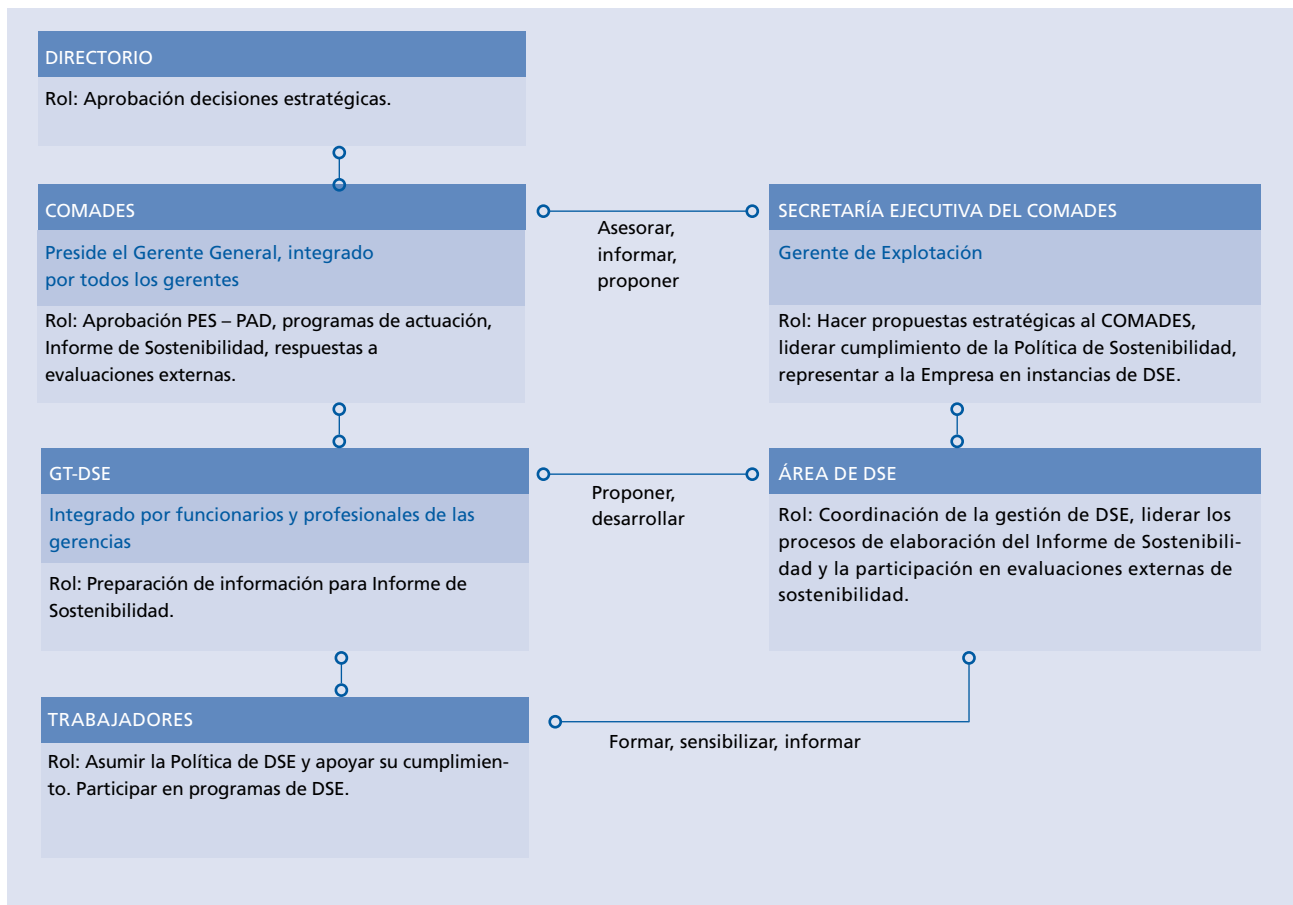 DIRECTORIO
Rol: Aprobación decisiones estratégicas.
COMADES
Preside el Gerente General, integrado
por todos los gerentes
Rol: Aprobación PES – PAD, programas de actuación,
Informe de Sostenibilidad, respuestas a
evaluaciones externas.
Asesorar,
informar,
proponer
SECRETARÍA EJECUTIVA DEL COMADES
Gerente de Explotación
Rol: Hacer propuestas estratégicas al COMADES,
liderar cumplimiento de la Política de Sostenibilidad,
representar a la Empresa en instancias de DSE.
GT-DSE
Integrado por funcionarios y profesionales de las
gerencias
Rol: Preparación de información para Informe de
Sostenibilidad.
Proponer,
desarrollar
ÁREA DE DSE
Rol: Coordinación de la gestión de DSE, liderar los
procesos de elaboración del Informe de Sostenibili-
dad y la participación en evaluaciones externas de
sostenibilidad.
TRABAJADORES
Rol: Asumir la Política de DSE y apoyar su cumplimien-
to. Participar en programas de DSE.
Formar, sensibilizar, informar